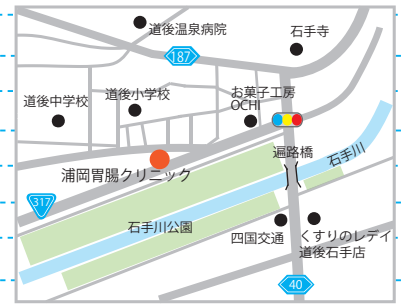 道後温泉病院
石手寺
187
道後中学校
道後小学校
お菓子工房
OCHI
遍路橋
石手川
浦岡胃腸クリニック
317
石手川公園
四国交通
くすりのレデイ
道後石手店
40